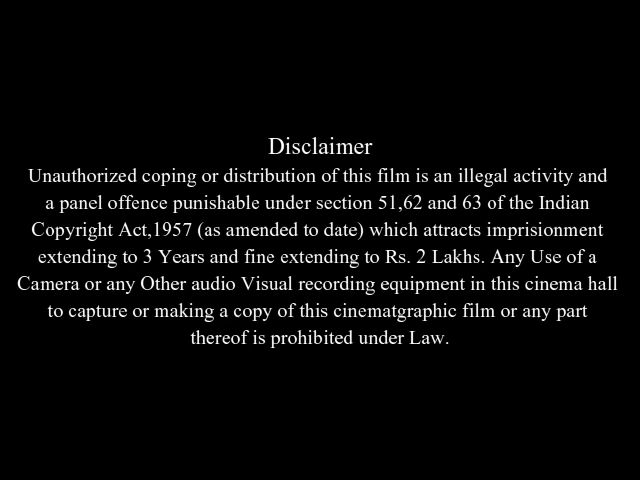 Disclaimer
Unauthorized coping or distribution of this film is an illegal activity and
a panel offence punishable under section 51,62 and 63 of the Indian
Copyright Act,1957 (as amended to date) which attracts imprisionment
extending to 3 Years and fine extending to Rs. 2 Lakhs. Any Use of a
Camera or any Other audio Visual recording equipment in this cinema hall
to capture or making a copy of this cinematgraphic film or any part
thereof is prohibited under Law.